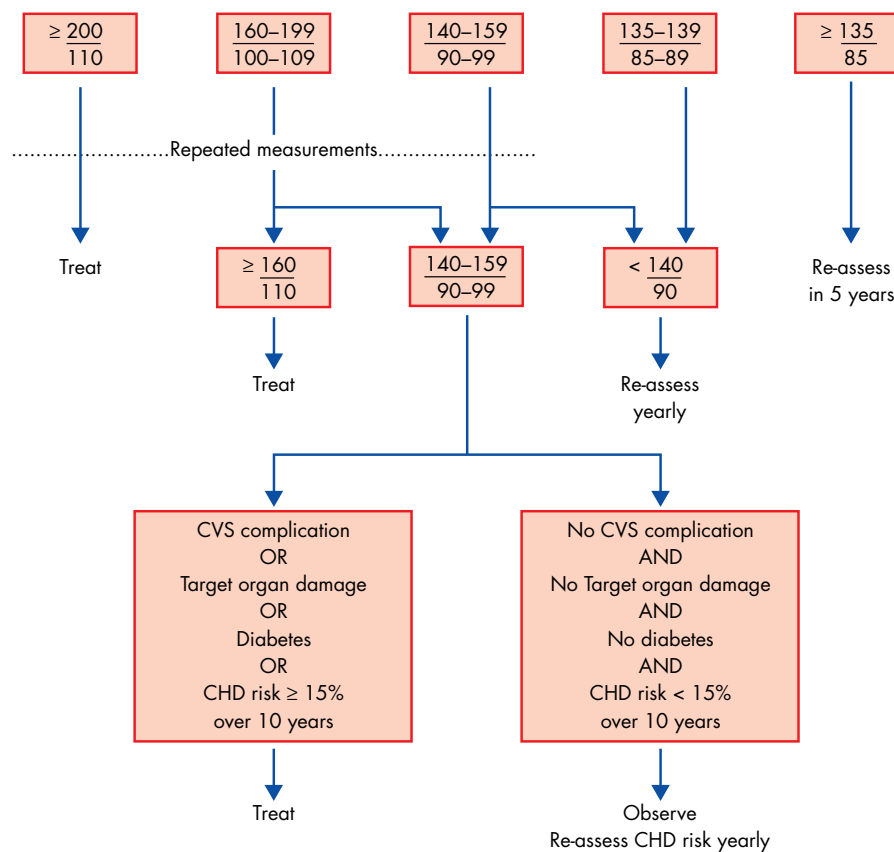 ≥ 200
110
160–199
100–109
140–159
90–99
135–139
85–89
≥ 135
85
Repeated measurements
Treat
≥ 160
110
140–159
90–99
< 140
90
Re-assess
in 5 years
Treat
Re-assess
yearly
CVS complication
OR
Target organ damage
OR
Diabetes
OR
CHD risk ≥ 15%
over 10 years
No CVS complication
AND
No Target organ damage
AND
No diabetes
AND
CHD risk < 15%
over 10 years
Treat
Observe
Re-assess CHD risk yearly